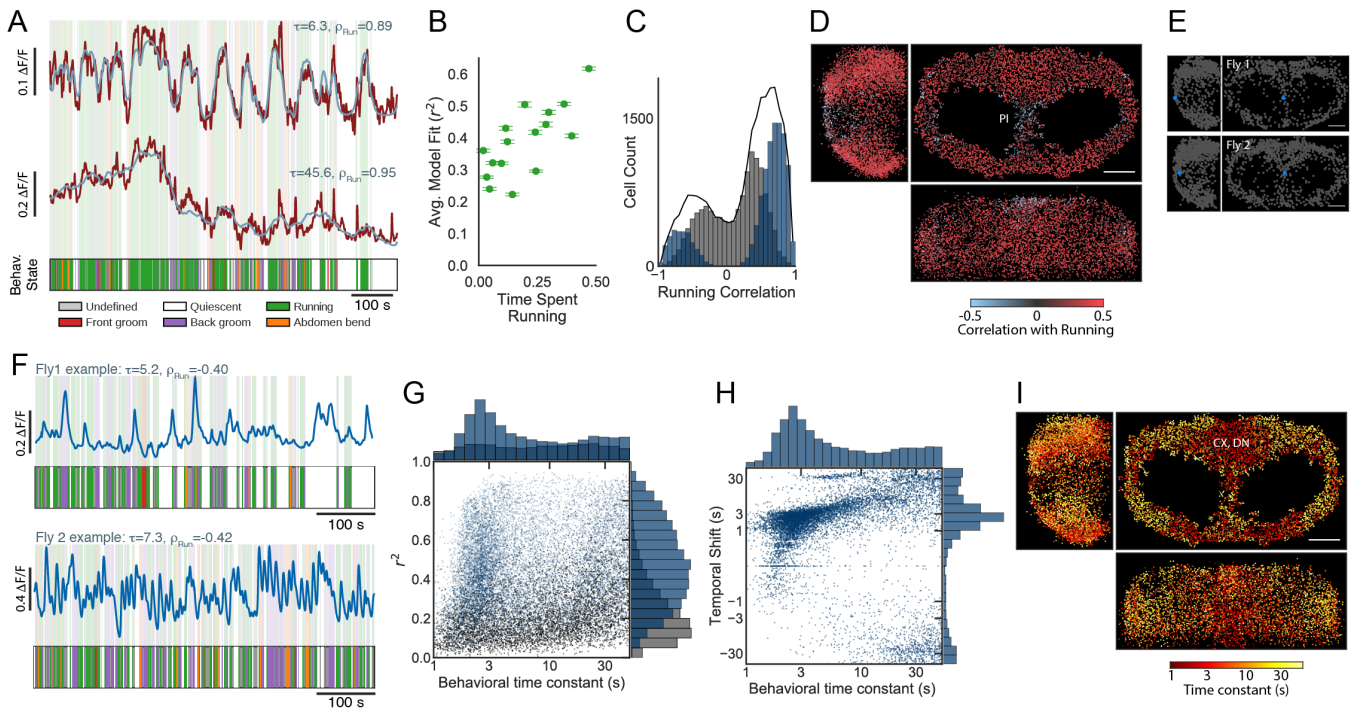 A
τ=6.3, ρRun=0.89
0.1 ΔF/F
τ=45.6, ρRun=0.95
0.2 ΔF/F
Behav.
State
100 s
Undefined
Quiescent
Running
Front groom
Back groom
Abdomen bend
B
Avg. Model Fit (r²)
0.6
0.5
0.4
0.3
0.2
0.1
0.0
0.00
0.25
0.50
Time Spent
Running
C
Cell Count
1500
0
−1
0
1
Running Correlation
D
PI
-0.5
0
0.5
Correlation with Running
E
Fly 1
Fly 2
F
Fly1 example: τ=5.2, ρRun=-0.40
0.2 ΔF/F
100 s
Fly 2 example: τ=7.3, ρRun=-0.42
0.4 ΔF/F
100 s
G
r²
1.0
0.8
0.6
0.4
0.2
0.0
1
3
10
30
Behavioral time constant (s)
H
Temporal Shift (s)
30
3
1
−1
−3
−30
1
3
10
30
Behavioral time constant (s)
I
CX, DN
1
3
10
30
Time constant (s)